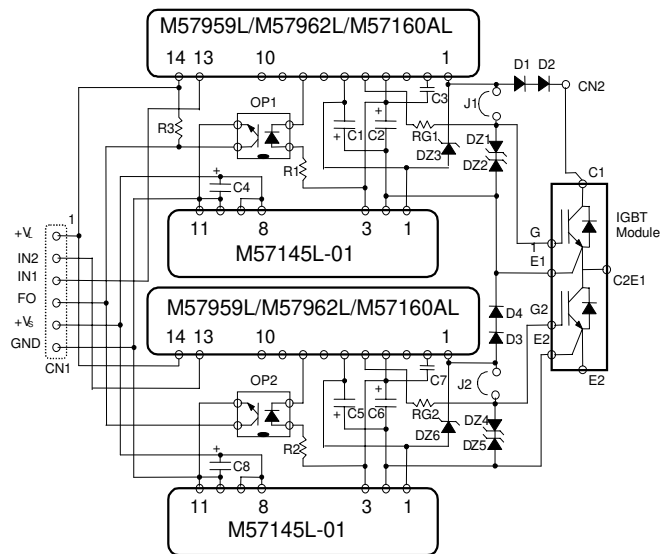 M57959L/M57962L/M57160AL
14 13 10 1
D1 D2
CN2
C3
J1
OP1
R3
C1 C2
RG1
DZ3
DZ1
DZ2
R1
C4
C1
IGBT
Module
G
1
E1
C2E1
11 8 3 1
M57145L-01
1
+VL
IN2
IN1
FO
+VS
GND
CN1
M57959L/M57962L/M57160AL
14 13 10 1
D4
D3
G2
E2
E2
C7
J2
OP2
C5 C6
RG2
DZ6
DZ4
DZ5
R2
C8
11 8 3 1
M57145L-01